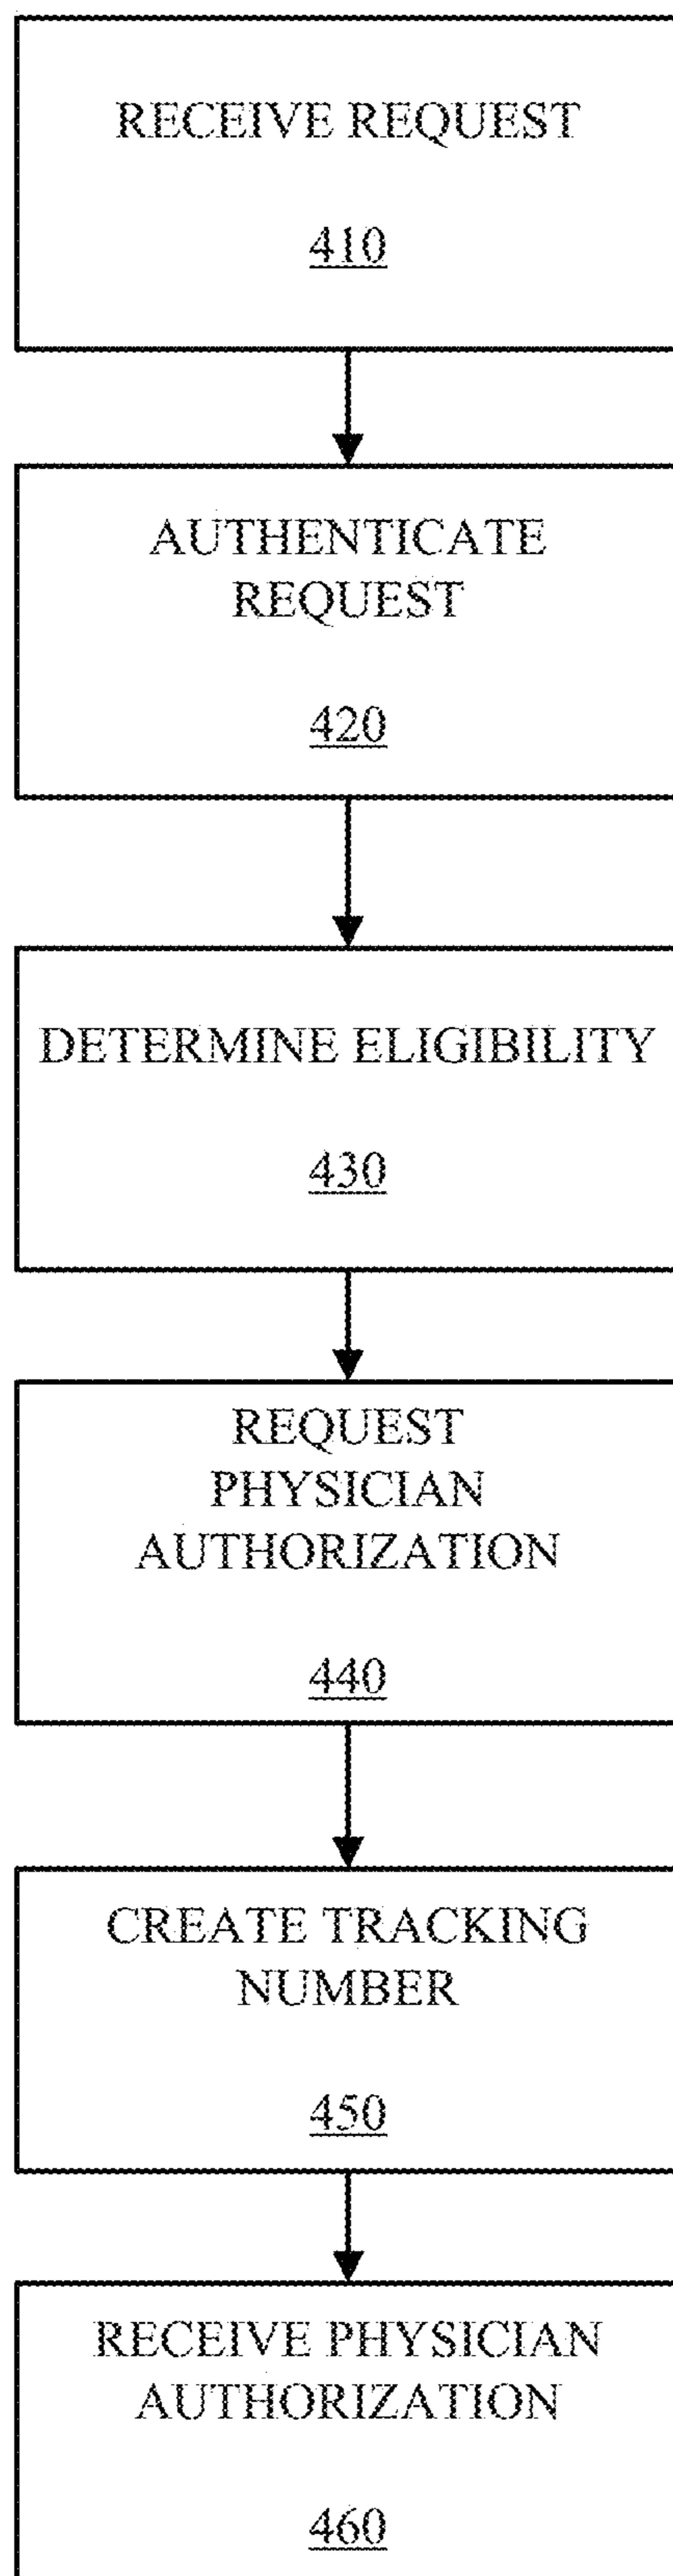 RECEIVE REQUEST
410
AUTHENTICATE
REQUEST
420
DETERMINE ELIGIBILITY
430
REQUEST
PHYSICIAN
AUTHORIZATION
440
CREATE TRACKING
NUMBER
450
RECEIVE PHYSICIAN
AUTHORIZATION
460